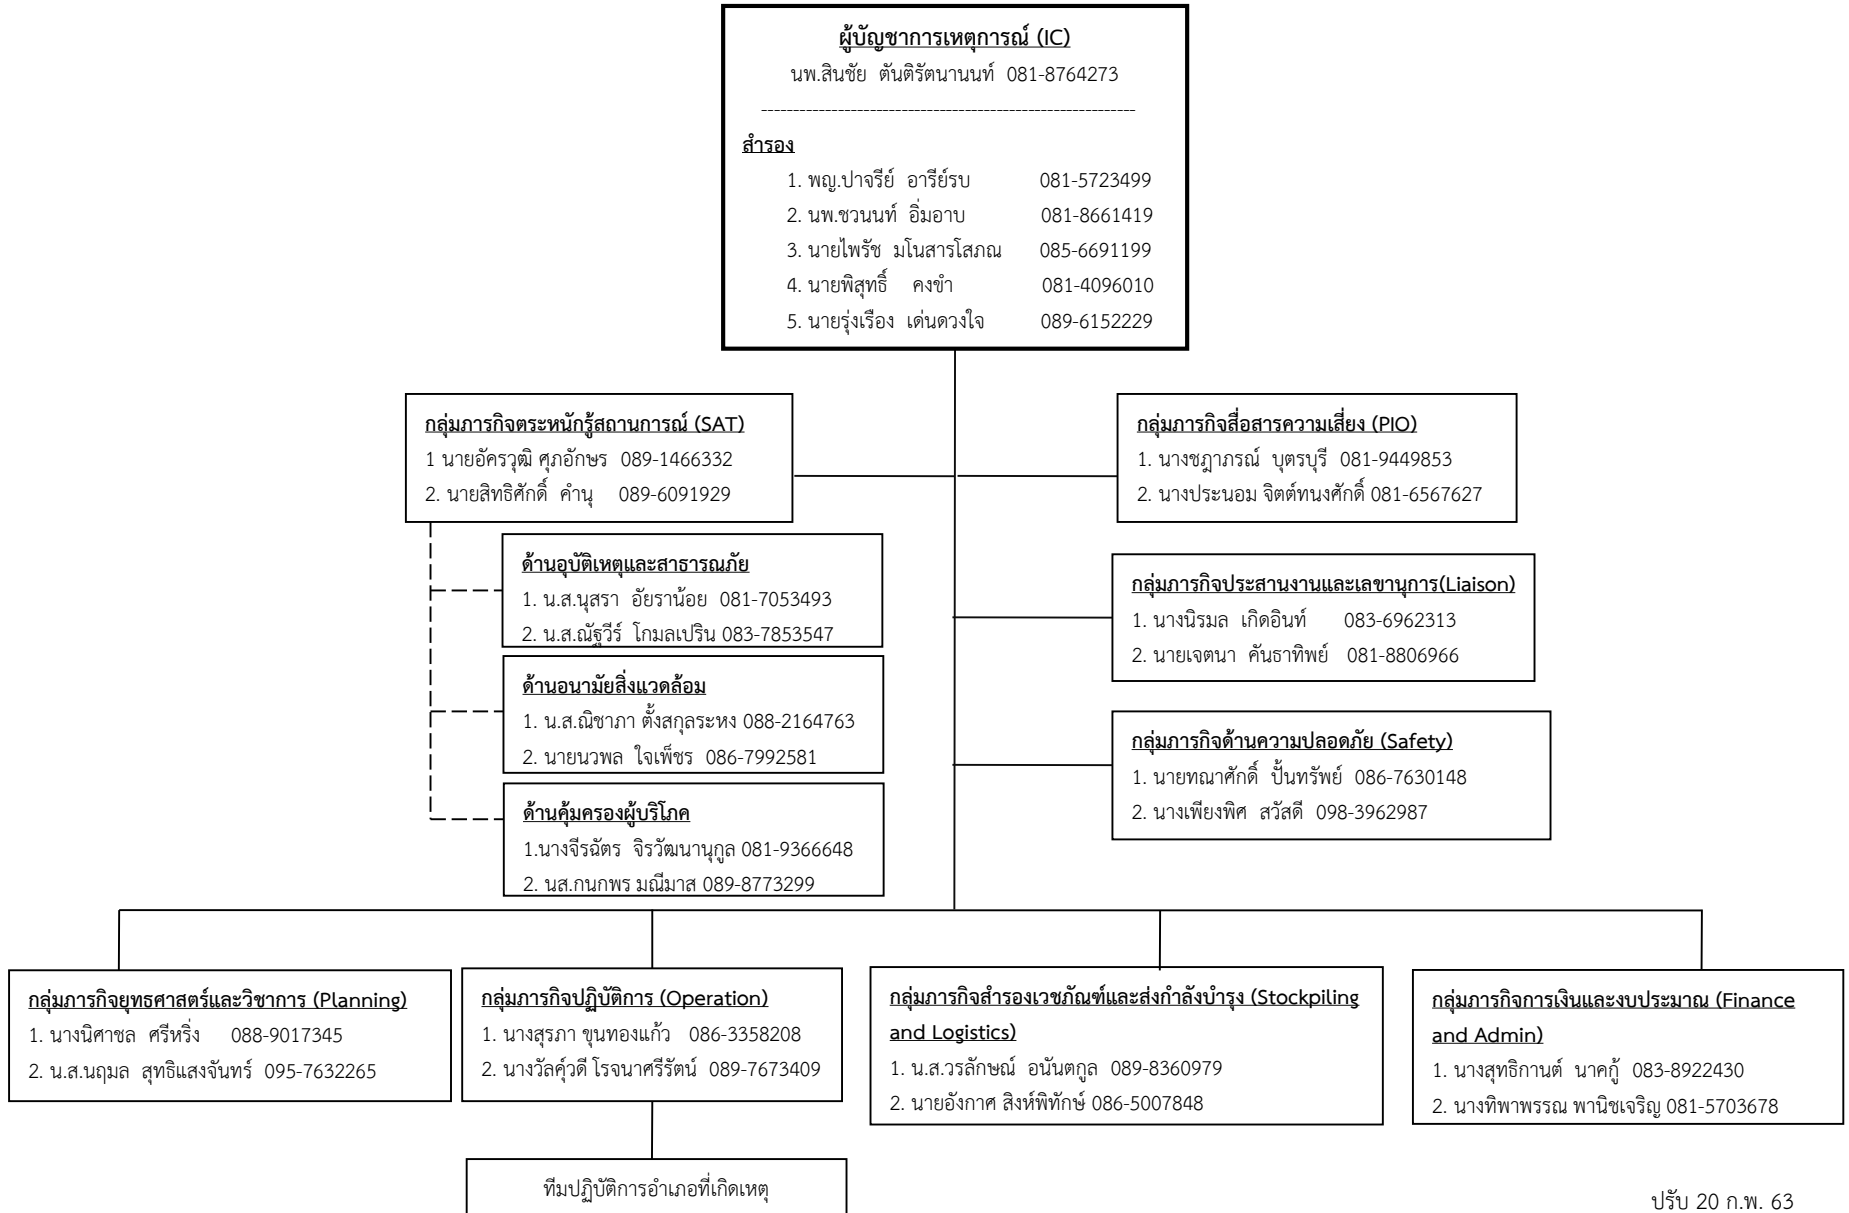 ผู้บัญชาการเหตุการณ์ (IC)
นพ.สินชัย ตันติรัตนานนท์ 081-8764273
----------------------------------------------------------
สำรอง
1. พญ.ปาจรีย์ อารีย์รบ 081-5723499
2. นพ.ชวนนท์ อิ่มอาบ 081-8661419
3. นายไพรัช มโนสารโสภณ 085-6691199
4. นายพิสุทธิ์ คงขำ 081-4096010
5. นายรุ่งเรือง เด่นดวงใจ 089-6152229
กลุ่มภารกิจตระหนักรู้สถานการณ์ (SAT)
1 นายอัครวุฒิ ศุภอักษร 089-1466332
2. นายสิทธิศักดิ์ คำนุ 089-6091929
กลุ่มภารกิจสื่อสารความเสี่ยง (PIO)
1. นางชฎาภรณ์ บุตรบุรี 081-9449853
2. นางประนอม จิตต์ทนงศักดิ์ 081-6567627
ด้านอุบัติเหตุและสาธารณภัย
1. น.ส.นุสรา อัยราน้อย 081-7053493
2. น.ส.ณัฐวีร์ โกมลเปริน 083-7853547
กลุ่มภารกิจประสานงานและเลขานุการ(Liaison)
1. นางนิรมล เกิดอินท์ 083-6962313
2. นายเจตนา คันธาทิพย์ 081-8806966
ด้านอนามัยสิ่งแวดล้อม
1. น.ส.ณิชาภา ตั้งสกุลระหง 088-2164763
2. นายนวพล ใจเพ็ชร 086-7992581
กลุ่มภารกิจด้านความปลอดภัย (Safety)
1. นายทณาศักดิ์ ปั้นทรัพย์ 086-7630148
2. นางเพียงพิศ สวัสดี 098-3962987
ด้านคุ้มครองผู้บริโภค
1.นางจีรฉัตร จิรวัฒนานุกูล 081-9366648
2. นส.กนกพร มณีมาส 089-8773299
กลุ่มภารกิจยุทธศาสตร์และวิชาการ (Planning)
1. นางนิศาชล ศรีหริ่ง 088-9017345
2. น.ส.นฤมล สุทธิแสงจันทร์ 095-7632265
กลุ่มภารกิจปฏิบัติการ (Operation)
1. นางสุรภา ขุนทองแก้ว 086-3358208
2. นางวัลคุ์วดี โรจนาศรีรัตน์ 089-7673409
กลุ่มภารกิจสำรองเวชภัณฑ์และส่งกำลังบำรุง (Stockpiling
and Logistics)
1. น.ส.วรลักษณ์ อนันตกูล 089-8360979
2. นายอังกาศ สิงห์พิทักษ์ 086-5007848
กลุ่มภารกิจการเงินและงบประมาณ (Finance
and Admin)
1. นางสุทธิกานต์ นาคกู้ 083-8922430
2. นางทิพาพรรณ พานิชเจริญ 081-5703678
ทีมปฏิบัติการอำเภอที่เกิดเหตุ
ปรับ 20 ก.พ. 63